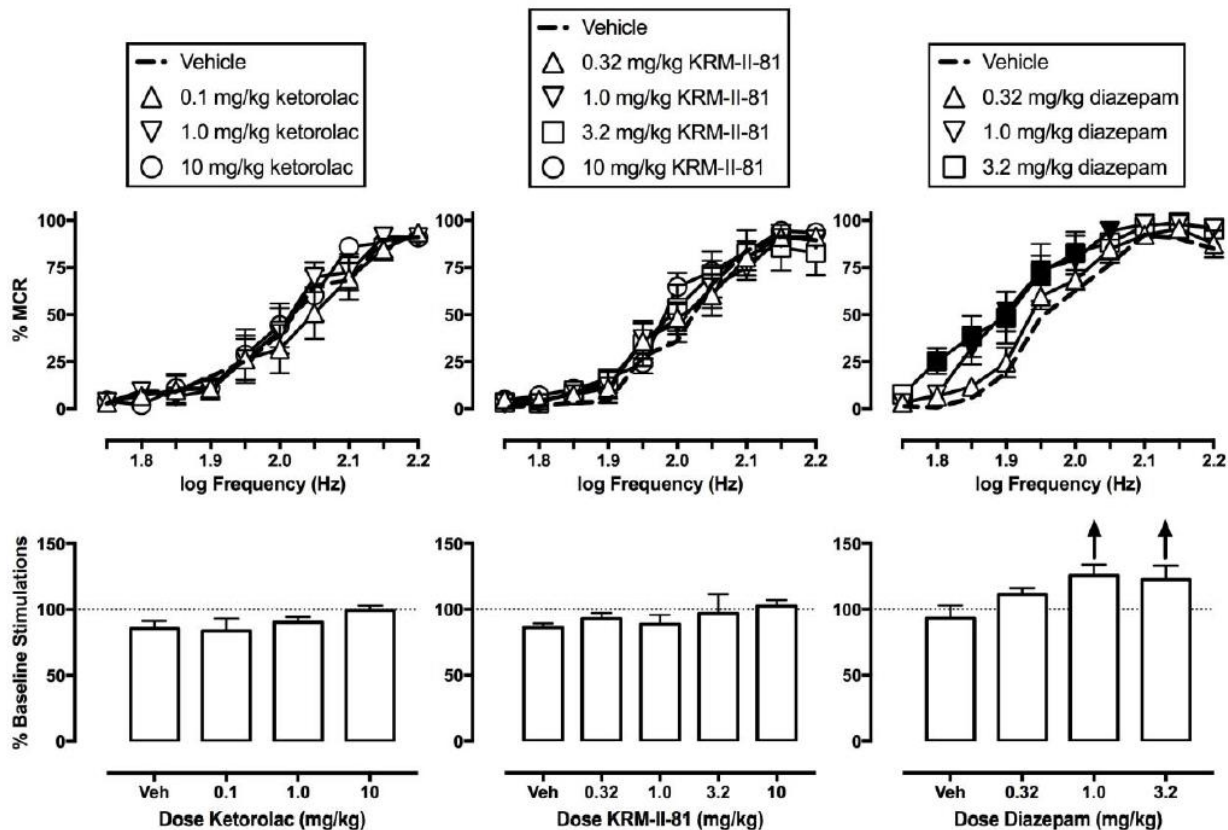 Vehicle
0.1 mg/kg ketorolac
1.0 mg/kg ketorolac
10 mg/kg ketorolac
Vehicle
0.32 mg/kg KRM-II-81
1.0 mg/kg KRM-II-81
3.2 mg/kg KRM-II-81
10 mg/kg KRM-II-81
Vehicle
0.32 mg/kg diazepam
1.0 mg/kg diazepam
3.2 mg/kg diazepam
% MCR
100
75
50
25
0
1.8 1.9 2.0 2.1 2.2
log Frequency (Hz)
100
75
50
25
0
1.8 1.9 2.0 2.1 2.2
log Frequency (Hz)
100
75
50
25
0
1.8 1.9 2.0 2.1 2.2
log Frequency (Hz)
% Baseline Stimulations
150
100
50
0
Veh 0.1 1.0 10
Dose Ketorolac (mg/kg)
150
100
50
0
Veh 0.32 1.0 3.2 10
Dose KRM-II-81 (mg/kg)
150
100
50
0
Veh 0.32 1.0 3.2
Dose Diazepam (mg/kg)